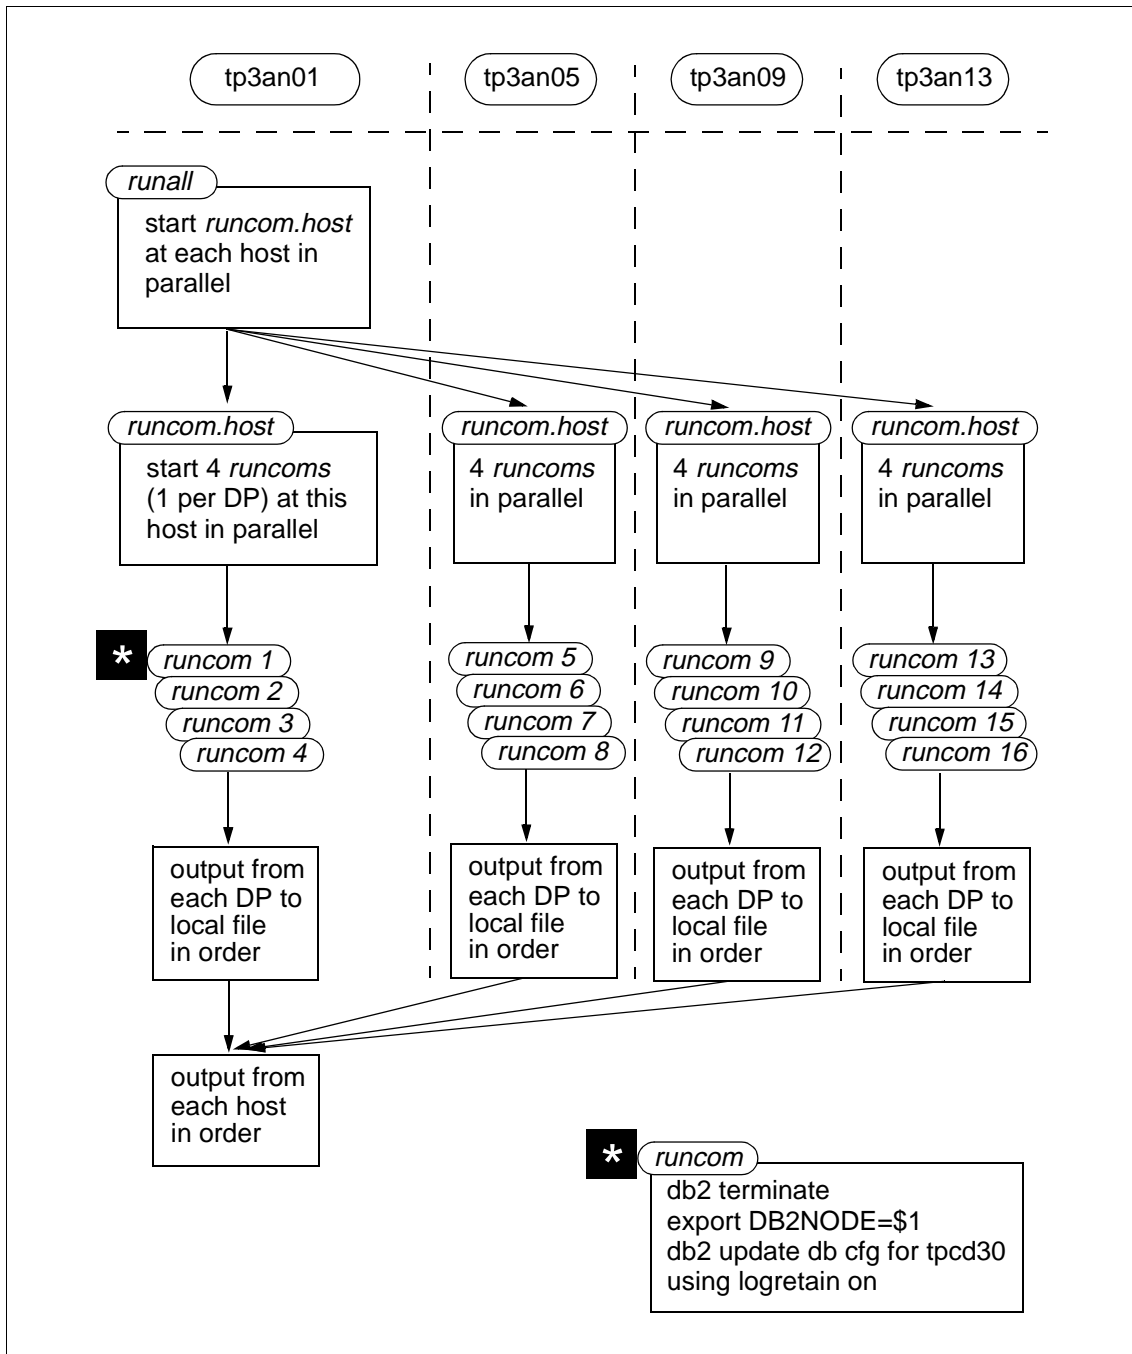 tp3an01
tp3an05
tp3an09
tp3an13
runall
start runcom.host
at each host in
parallel
runcom.host
start 4 runcoms
(1 per DP) at this
host in parallel
runcom.host
4 runcoms
in parallel
runcom.host
4 runcoms
in parallel
runcom.host
4 runcoms
in parallel
*
runcom 1
runcom 2
runcom 3
runcom 4
runcom 5
runcom 6
runcom 7
runcom 8
runcom 9
runcom 10
runcom 11
runcom 12
runcom 13
runcom 14
runcom 15
runcom 16
output from
each DP to
local file
in order
output from
each DP to
local file
in order
output from
each DP to
local file
in order
output from
each DP to
local file
in order
output from
each host
in order
*
runcom
db2 terminate
export DB2NODE=$1
db2 update db cfg for tpcd30
using logretain on